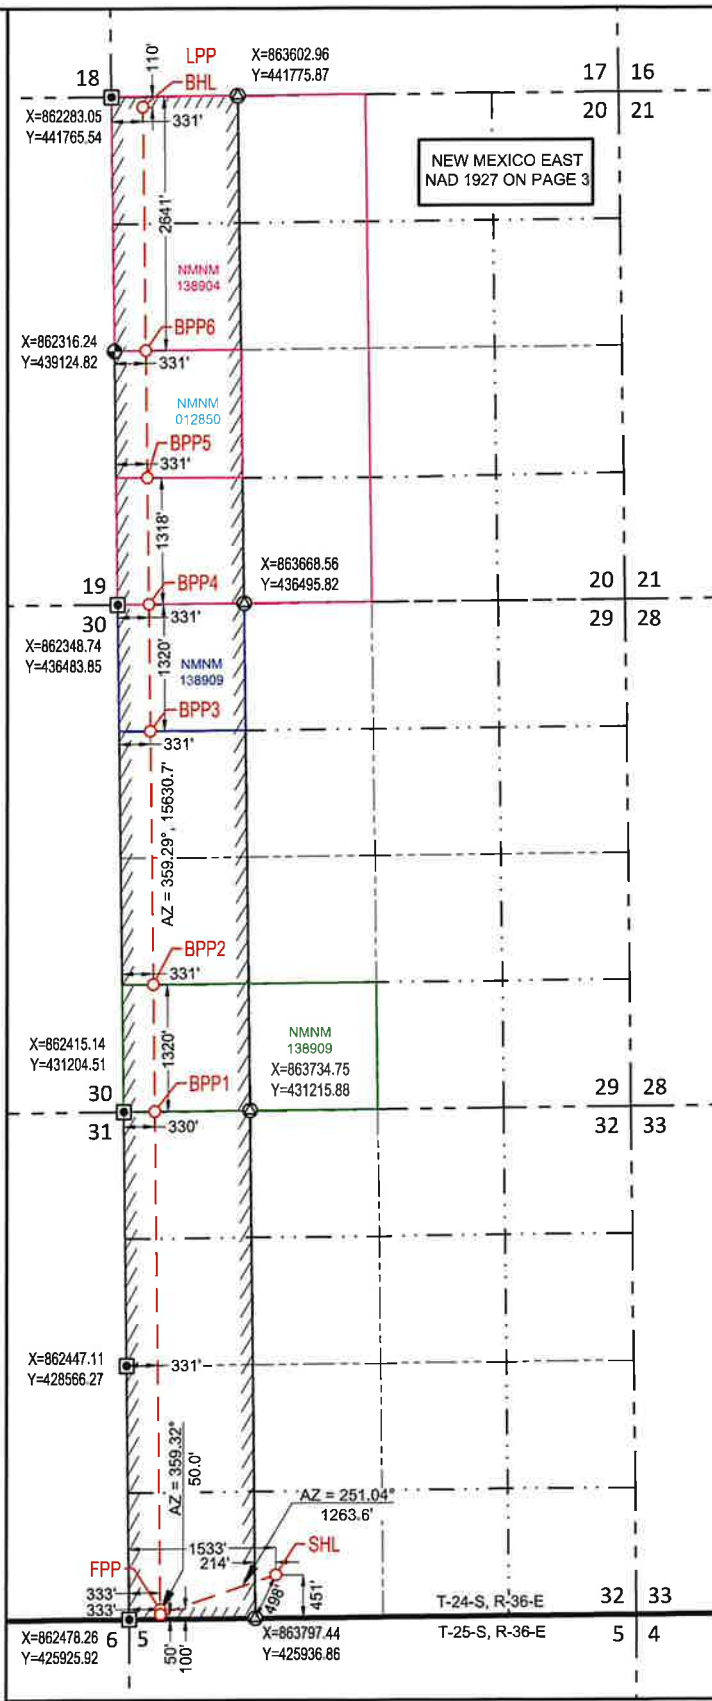 LPP
110'
BHL
18
X=863602.96
Y=441775.87
17 16
20 21
X=862283.05
Y=441765.54
331'
NEW MEXICO EAST
NAD 1927 ON PAGE 3
2641'
NMNM
138904
X=862316.24
Y=439124.82
BPP6
331'
NMNM
012850
BPP5
331'
1318'
X=863668.56
Y=436495.82
19
30
BPP4
331'
20 21
29 28
X=862348.74
Y=436483.85
1320'
NMNM
138909
BPP3
331'
AZ = 359.29°, 15630.7'
BPP2
331'
1320'
X=862415.14
Y=431204.51
NMNM
138909
X=863734.75
Y=431215.88
30
31
BPP1
330'
29 28
32 33
X=862447.11
Y=428566.27
331'
AZ = 359.32°
50.0'
AZ = 251.04°
1263.6'
1533'
214'
SHL
FPP
333'
333'
498'
451'
T-24-S, R-36-E
32 33
X=862478.26
Y=425925.92
6 5
50'
100'
X=863797.44
Y=425936.86
T-25-S, R-36-E
5 4